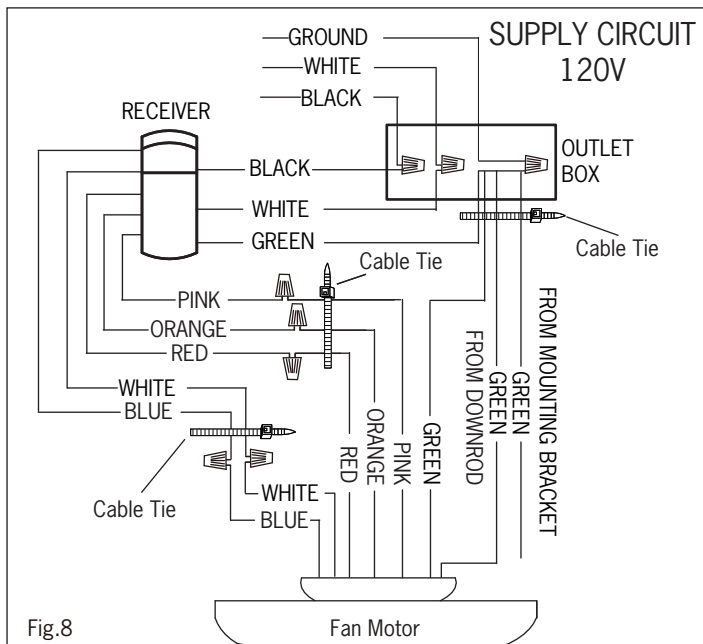 GROUND
SUPPLY CIRCUIT
120V
WHITE
BLACK
RECEIVER
OUTLET
BOX
BLACK
WHITE
GREEN
Cable Tie
Cable Tie
PINK
ORANGE
RED
WHITE
BLUE
Cable Tie
WHITE
BLUE
RED
ORANGE
PINK
GREEN
FROM DOWNROD
GREEN
GREEN
FROM MOUNTING BRACKET
Fig.8
Fan Motor